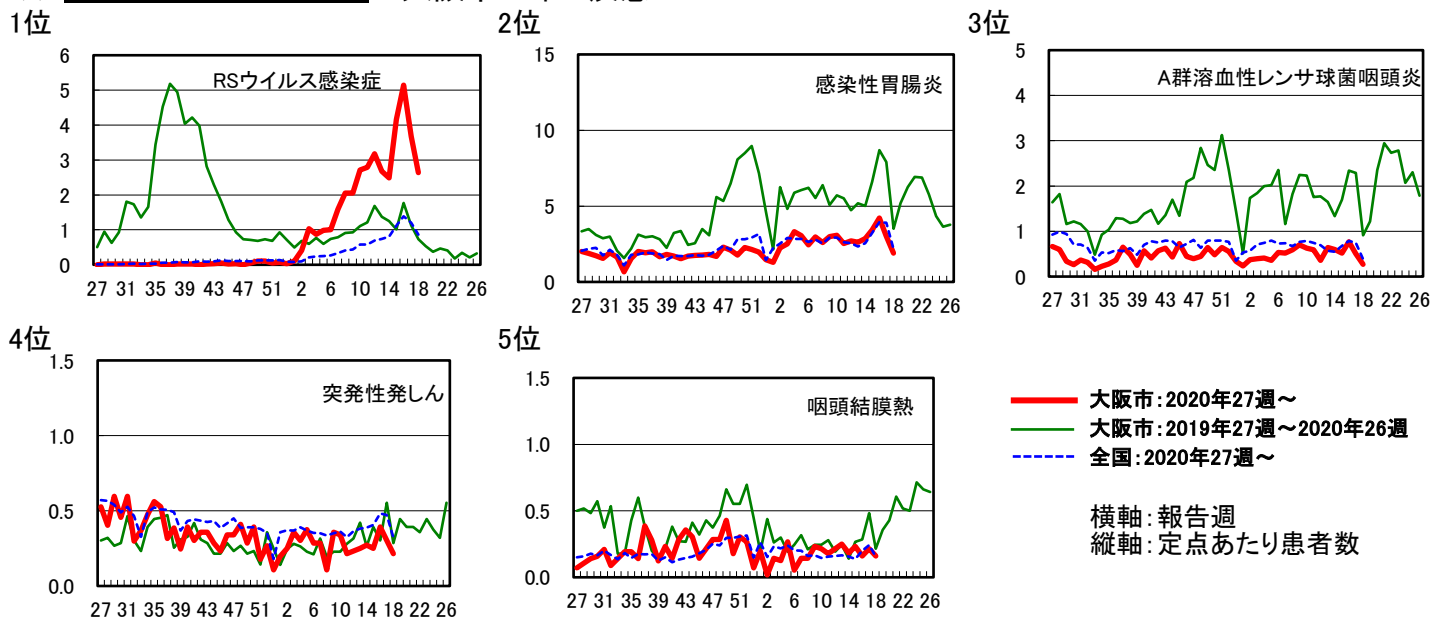 1位
RSウイルス感染症
6
5
4
3
2
1
0
27 31 35 39 43 47 51 2 6 10 14 18 22 26
2位
感染性胃腸炎
15
10
5
0
27 31 35 39 43 47 51 2 6 10 14 18 22 26
3位
A群溶血性レンサ球菌咽頭炎
5
4
3
2
1
0
27 31 35 39 43 47 51 2 6 10 14 18 22 26
4位
突発性発しん
1.5
1.0
0.5
0.0
27 31 35 39 43 47 51 2 6 10 14 18 22 26
5位
咽頭結膜熱
1.5
1.0
0.5
0.0
27 31 35 39 43 47 51 2 6 10 14 18 22 26
大阪市：2020年27週～
大阪市：2019年27週～2020年26週
全国：2020年27週～
横軸：報告週
縦軸：定点あたり患者数